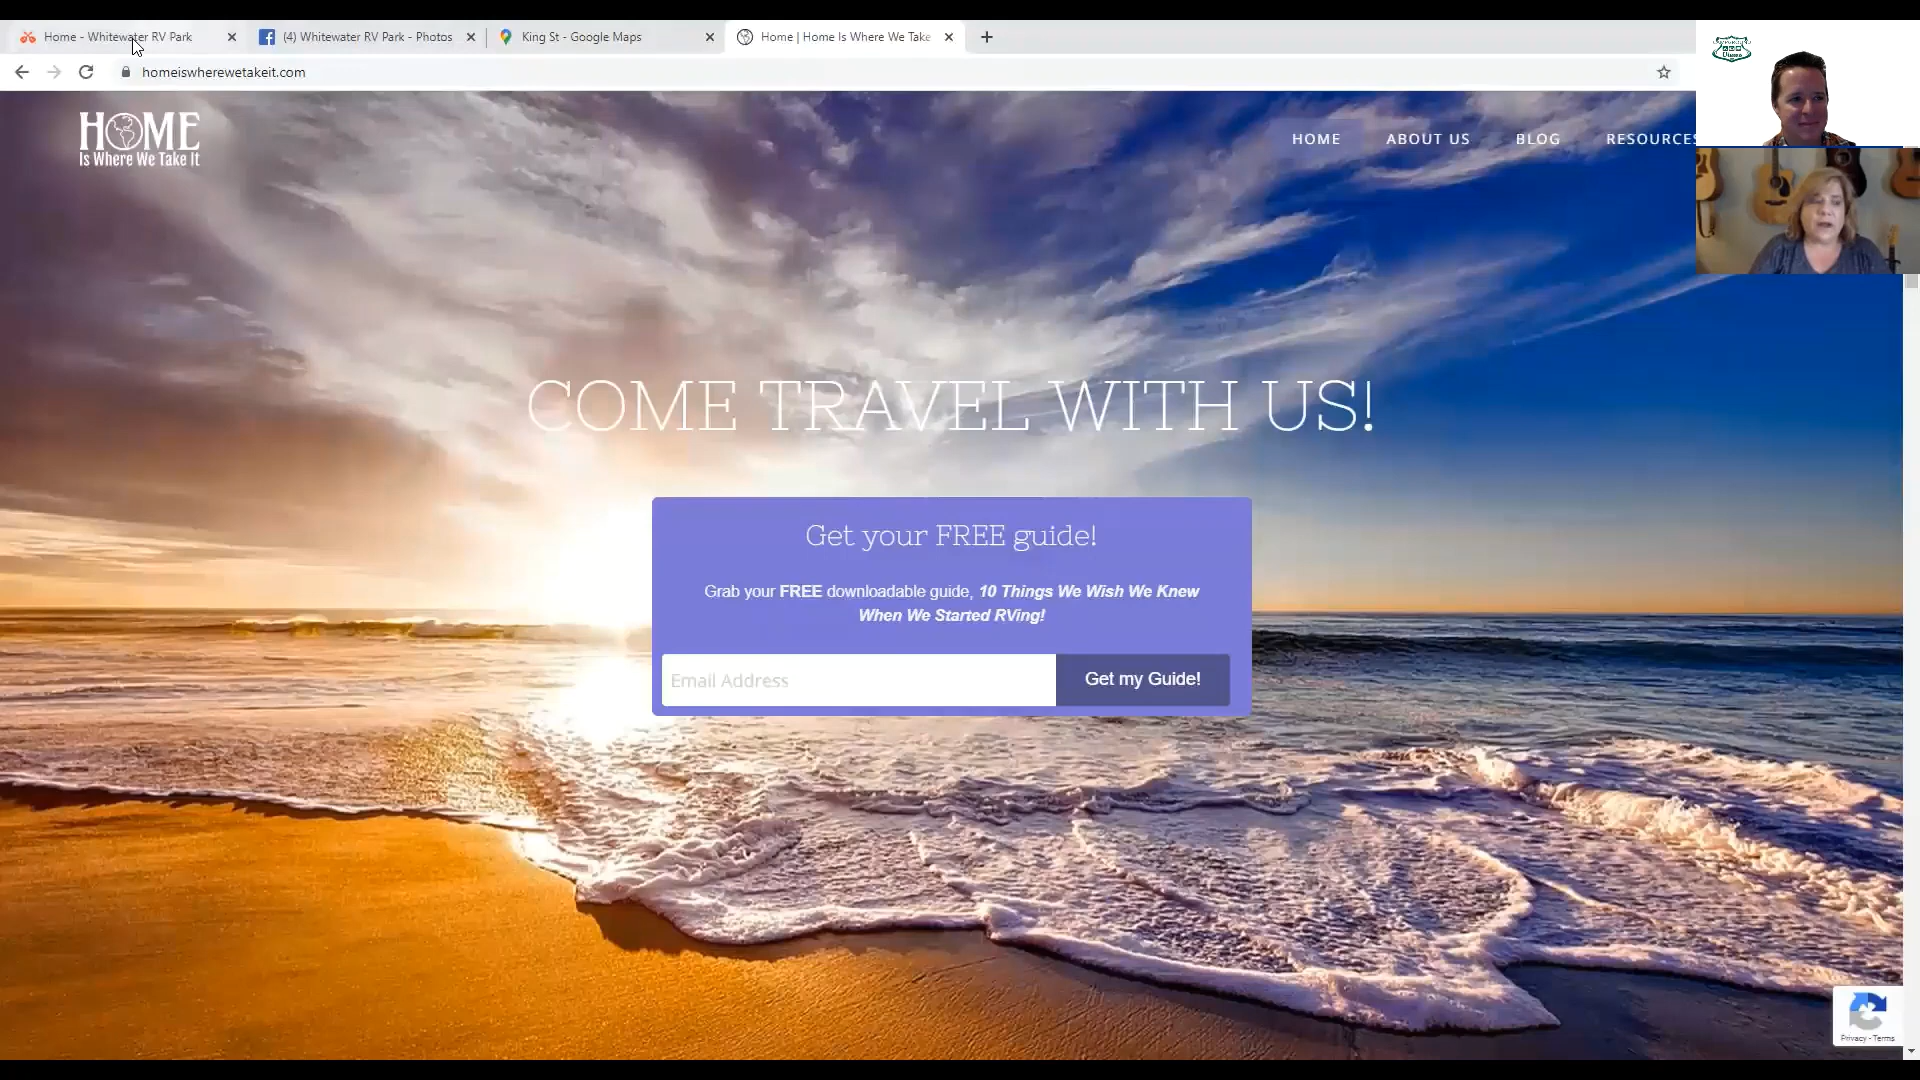 Home - Whitewater RV Park
(4) Whitewater RV Park - Photos
King St - Google Maps
Home | Home Is Where We Take
homeiswherewetakeit.com
HOME
Is Where We Take It
HOME
ABOUT US
BLOG
RESOURCES
COME TRAVEL WITH US!
Get your FREE guide!
Grab your FREE downloadable guide, 10 Things We Wish We Knew
When We Started RVing!
Email Address
Get my Guide!
Privacy - Terms